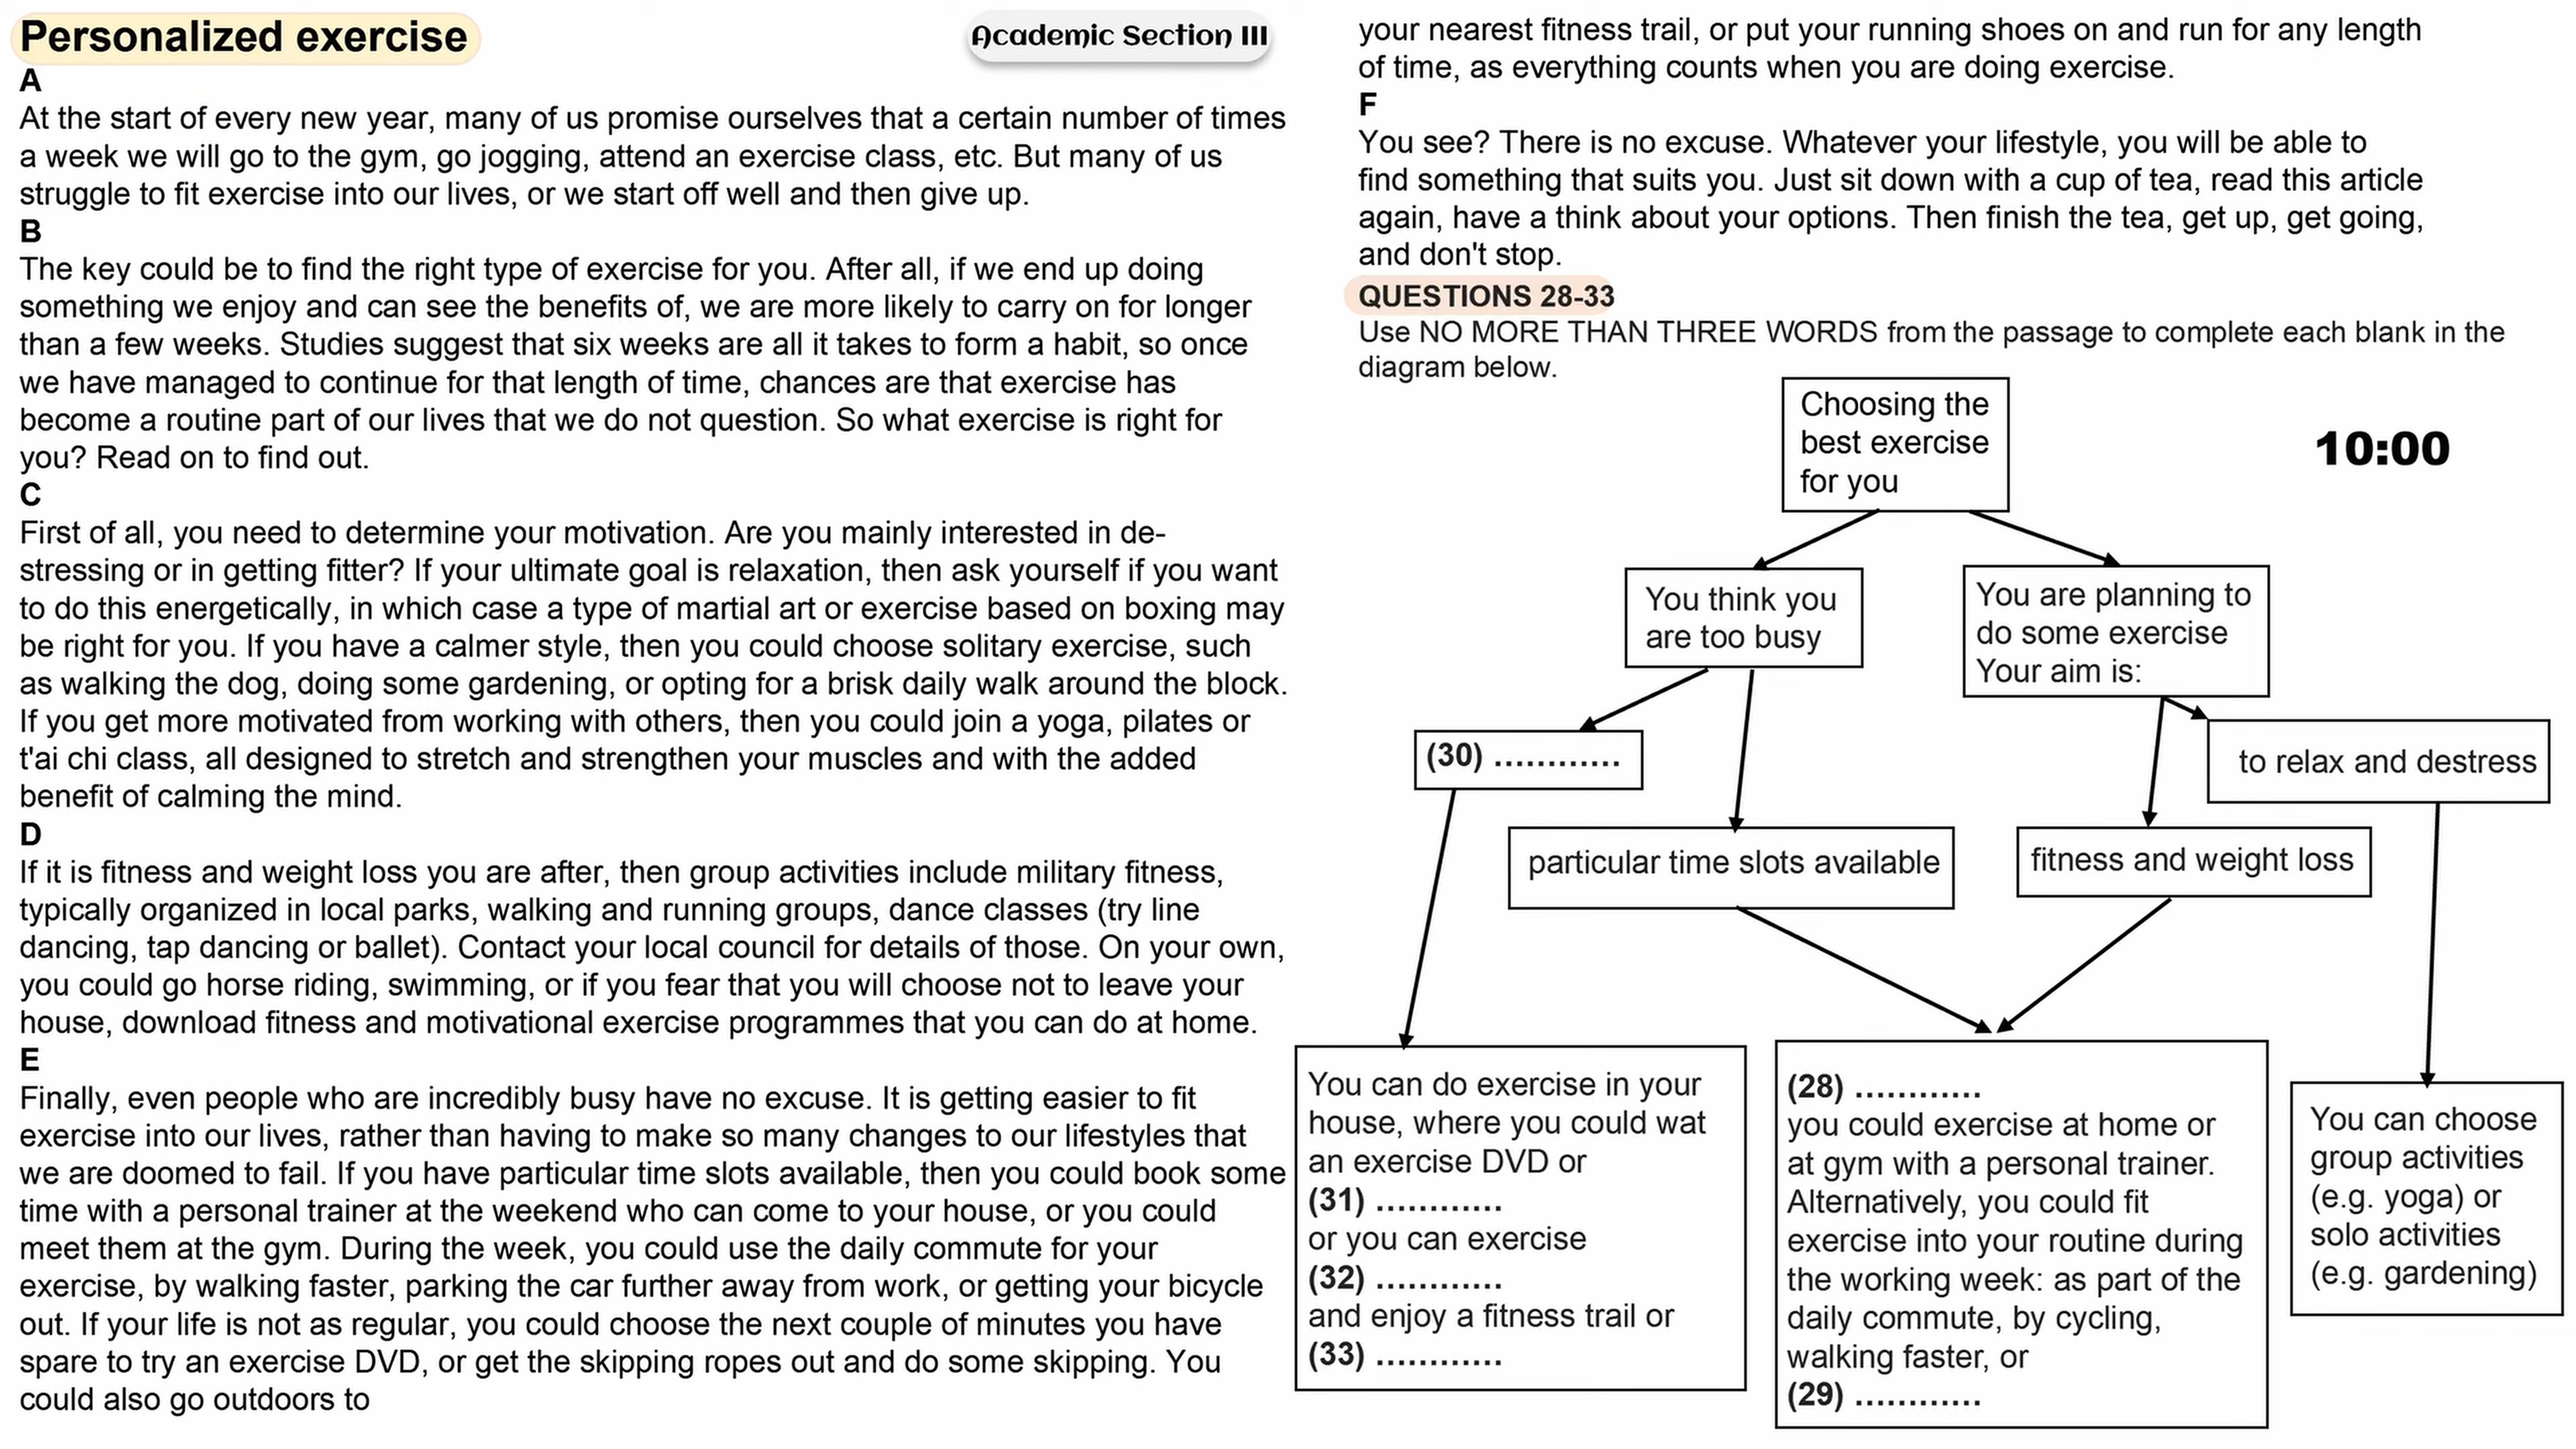 Personalized exercise
Academic Section III
A
At the start of every new year, many of us promise ourselves that a certain number of times
a week we will go to the gym, go jogging, attend an exercise class, etc. But many of us
struggle to fit exercise into our lives, or we start off well and then give up.
B
The key could be to find the right type of exercise for you. After all, if we end up doing
something we enjoy and can see the benefits of, we are more likely to carry on for longer
than a few weeks. Studies suggest that six weeks are all it takes to form a habit, so once
we have managed to continue for that length of time, chances are that exercise has
become a routine part of our lives that we do not question. So what exercise is right for
you? Read on to find out.
C
First of all, you need to determine your motivation. Are you mainly interested in de-
stressing or in getting fitter? If your ultimate goal is relaxation, then ask yourself if you want
to do this energetically, in which case a type of martial art or exercise based on boxing may
be right for you. If you have a calmer style, then you could choose solitary exercise, such
as walking the dog, doing some gardening, or opting for a brisk daily walk around the block.
If you get more motivated from working with others, then you could join a yoga, pilates or
t'ai chi class, all designed to stretch and strengthen your muscles and with the added
benefit of calming the mind.
D
If it is fitness and weight loss you are after, then group activities include military fitness,
typically organized in local parks, walking and running groups, dance classes (try line
dancing, tap dancing or ballet). Contact your local council for details of those. On your own,
you could go horse riding, swimming, or if you fear that you will choose not to leave your
house, download fitness and motivational exercise programmes that you can do at home.
E
Finally, even people who are incredibly busy have no excuse. It is getting easier to fit
exercise into our lives, rather than having to make so many changes to our lifestyles that
we are doomed to fail. If you have particular time slots available, then you could book some
time with a personal trainer at the weekend who can come to your house, or you could
meet them at the gym. During the week, you could use the daily commute for your
exercise, by walking faster, parking the car further away from work, or getting your bicycle
out. If your life is not as regular, you could choose the next couple of minutes you have
spare to try an exercise DVD, or get the skipping ropes out and do some skipping. You
could also go outdoors to
your nearest fitness trail, or put your running shoes on and run for any length
of time, as everything counts when you are doing exercise.
F
You see? There is no excuse. Whatever your lifestyle, you will be able to
find something that suits you. Just sit down with a cup of tea, read this article
again, have a think about your options. Then finish the tea, get up, get going,
and don't stop.
QUESTIONS 28-33
Use NO MORE THAN THREE WORDS from the passage to complete each blank in the
diagram below.
Choosing the
best exercise
for you
10:00
You think you
are too busy
You are planning to
do some exercise
Your aim is:
(30) ............
to relax and destress
particular time slots available
fitness and weight loss
You can do exercise in your
house, where you could wat
an exercise DVD or
(31) ............
or you can exercise
(32) ............
and enjoy a fitness trail or
(33) ............
(28) ............
you could exercise at home or
at gym with a personal trainer.
Alternatively, you could fit
exercise into your routine during
the working week: as part of the
daily commute, by cycling,
walking faster, or
(29) ............
You can choose
group activities
(e.g. yoga) or
solo activities
(e.g. gardening)